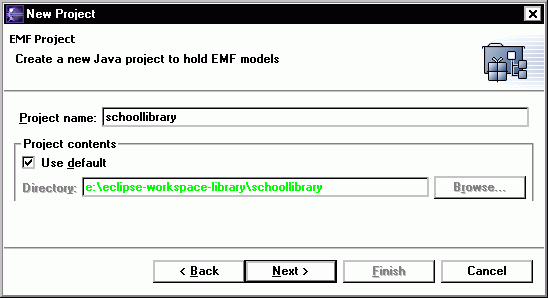 New Project
EMF Project
Create a new Java project to hold EMF models
Project name: schoollibrary
Project contents
Use default
Directory: e:\eclipse-workspace-library\schoollibrary Browse...
< Back Next > Finish Cancel